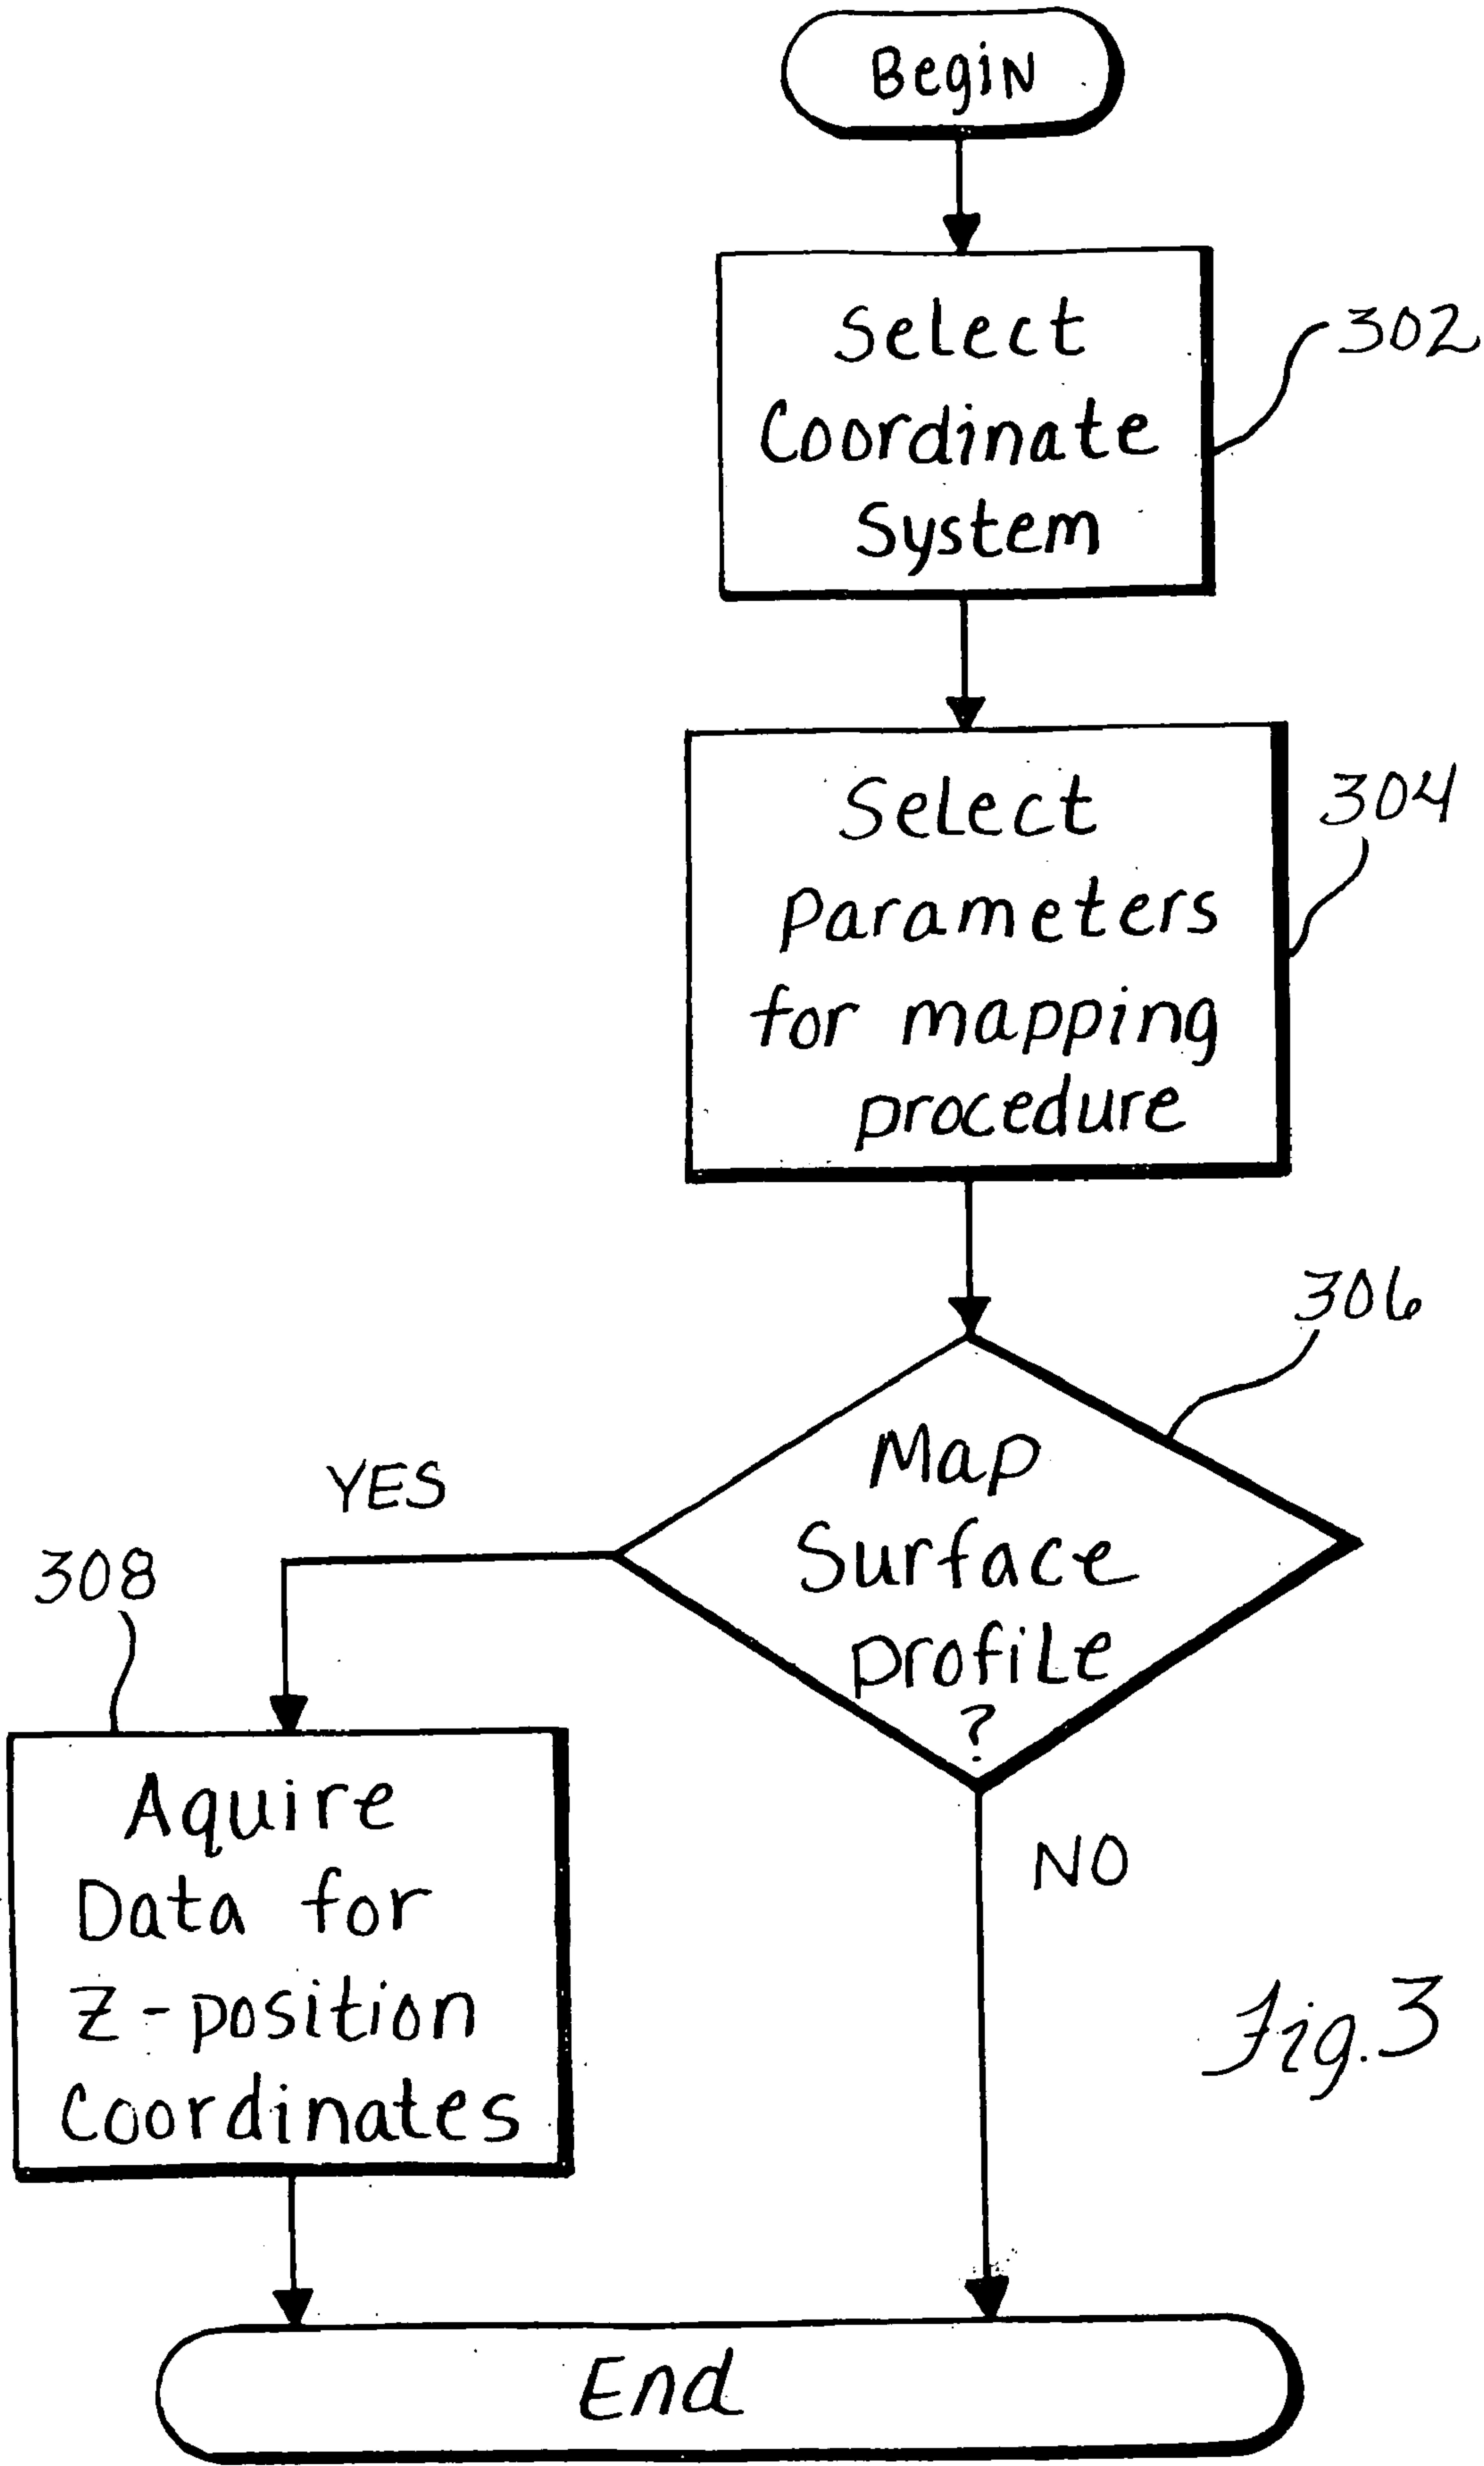 Begin
Select
Coordinate
System
302
Select
Parameters
for mapping
procedure
304
306
Map
Surface
profile
?
YES
308
Aquire
Data for
Z-position
Coordinates
NO
Fig. 3
End